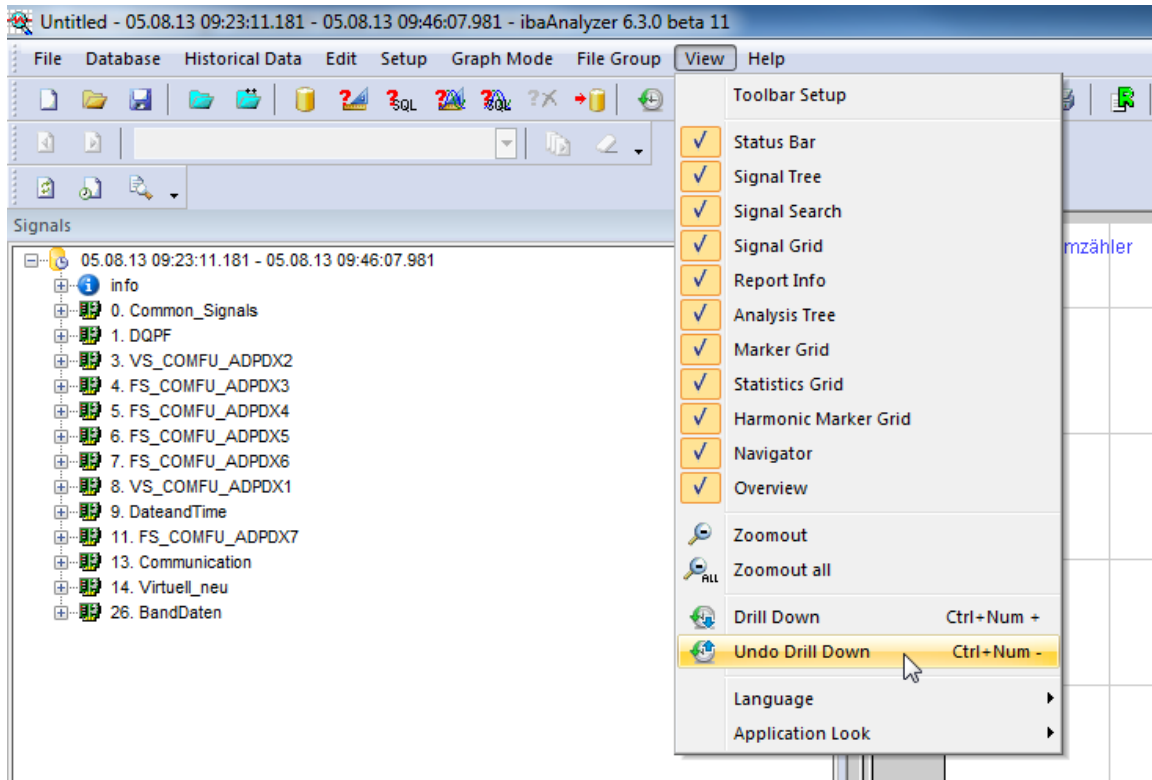 Untitled - 05.08.13 09:23:11.181 - 05.08.13 09:46:07.981 - ibaAnalyzer 6.3.0 beta 11
File Database Historical Data Edit Setup Graph Mode File Group View Help
SQL
Signals
05.08.13 09:23:11.181 - 05.08.13 09:46:07.981
info
0. Common_Signals
1. DQPF
3. VS_COMFU_ADPDX2
4. FS_COMFU_ADPDX3
5. FS_COMFU_ADPDX4
6. FS_COMFU_ADPDX5
7. FS_COMFU_ADPDX6
8. VS_COMFU_ADPDX1
9. DateandTime
11. FS_COMFU_ADPDX7
13. Communication
14. Virtuell_neu
26. BandDaten
Toolbar Setup
Status Bar
Signal Tree
Signal Search
Signal Grid
Report Info
Analysis Tree
Marker Grid
Statistics Grid
Harmonic Marker Grid
Navigator
Overview
Zoomout
ALL Zoomout all
Drill Down Ctrl+Num +
Undo Drill Down Ctrl+Num -
Language
Application Look
mzähler